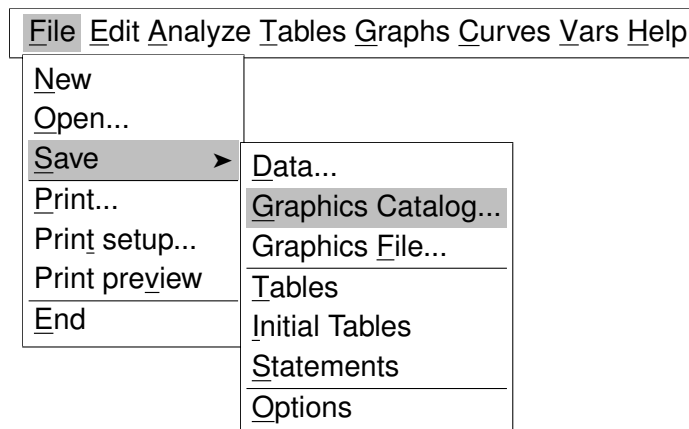 File Edit Analyze Tables Graphs Curves Vars Help
New
Open...
Save ➤
Print...
Print setup...
Print preview
End
Data...
Graphics Catalog...
Graphics File...
Tables
Initial Tables
Statements
Options